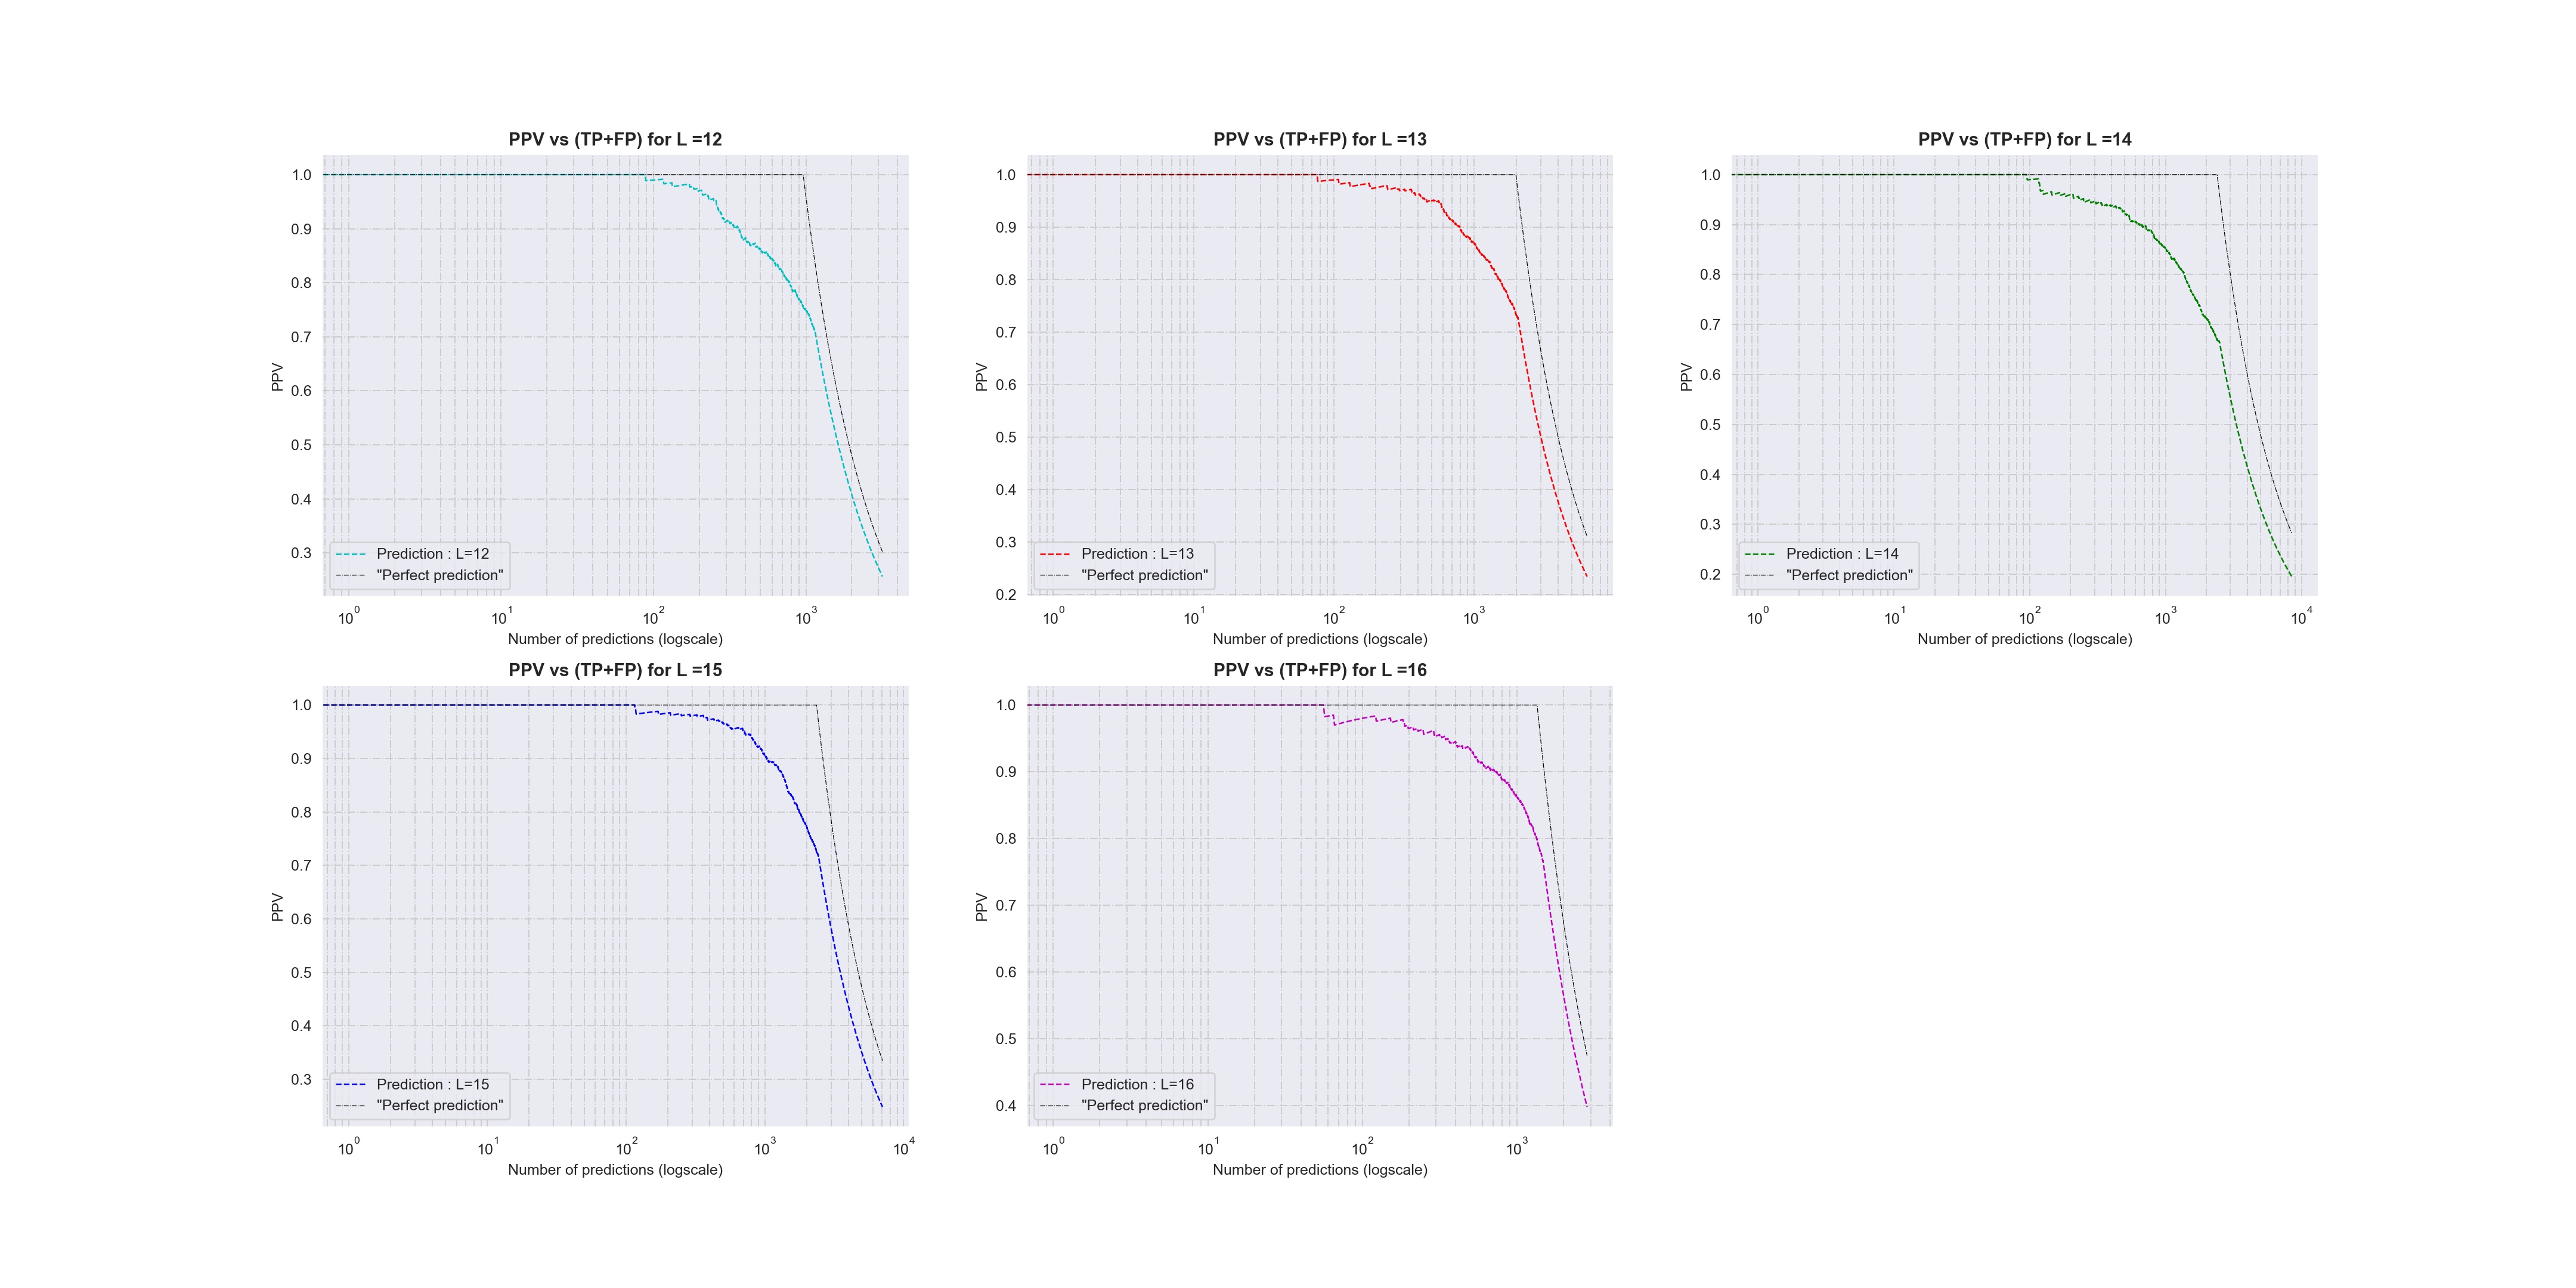 PPV vs (TP+FP) for L =12
PPV
1.0
0.9
0.8
0.7
0.6
0.5
0.4
0.3
Prediction : L=12
"Perfect prediction"
10^0 10^1 10^2 10^3
Number of predictions (logscale)
PPV vs (TP+FP) for L =13
PPV
1.0
0.9
0.8
0.7
0.6
0.5
0.4
0.3
0.2
Prediction : L=13
"Perfect prediction"
10^0 10^1 10^2 10^3
Number of predictions (logscale)
PPV vs (TP+FP) for L =14
PPV
1.0
0.9
0.8
0.7
0.6
0.5
0.4
0.3
0.2
Prediction : L=14
"Perfect prediction"
10^0 10^1 10^2 10^3 10^4
Number of predictions (logscale)
PPV vs (TP+FP) for L =15
PPV
1.0
0.9
0.8
0.7
0.6
0.5
0.4
0.3
Prediction : L=15
"Perfect prediction"
10^0 10^1 10^2 10^3 10^4
Number of predictions (logscale)
PPV vs (TP+FP) for L =16
PPV
1.0
0.9
0.8
0.7
0.6
0.5
0.4
Prediction : L=16
"Perfect prediction"
10^0 10^1 10^2 10^3
Number of predictions (logscale)